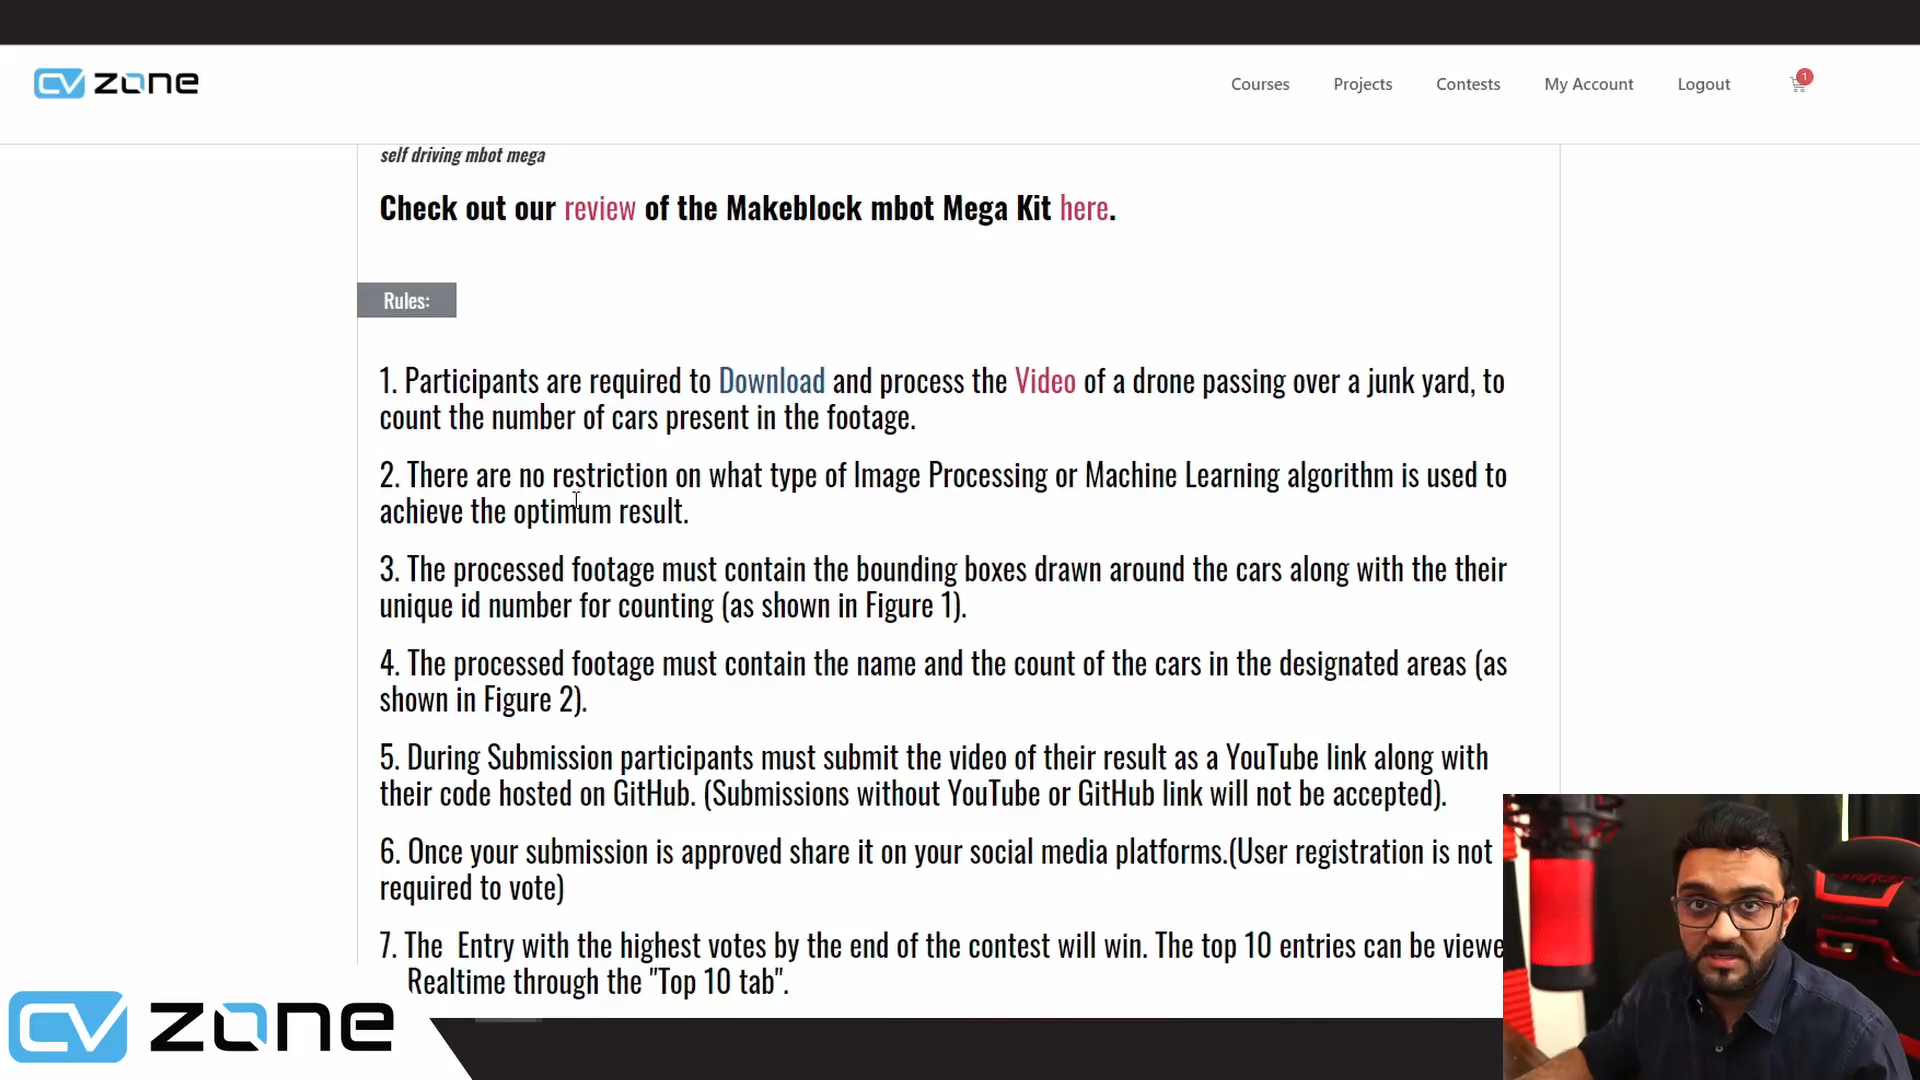 CV zone
Courses Projects Contests My Account Logout 1
self driving mbot mega
Check out our review of the Makeblock mbot Mega Kit here.
Rules:
1. Participants are required to Download and process the Video of a drone passing over a junk yard, to
count the number of cars present in the footage.
2. There are no restriction on what type of Image Processing or Machine Learning algorithm is used to
achieve the optimum result.
3. The processed footage must contain the bounding boxes drawn around the cars along with the their
unique id number for counting (as shown in Figure 1).
4. The processed footage must contain the name and the count of the cars in the designated areas (as
shown in Figure 2).
5. During Submission participants must submit the video of their result as a YouTube link along with
their code hosted on GitHub. (Submissions without YouTube or GitHub link will not be accepted).
6. Once your submission is approved share it on your social media platforms.(User registration is not
required to vote)
7. The Entry with the highest votes by the end of the contest will win. The top 10 entries can be viewe
Realtime through the "Top 10 tab".
CV zone